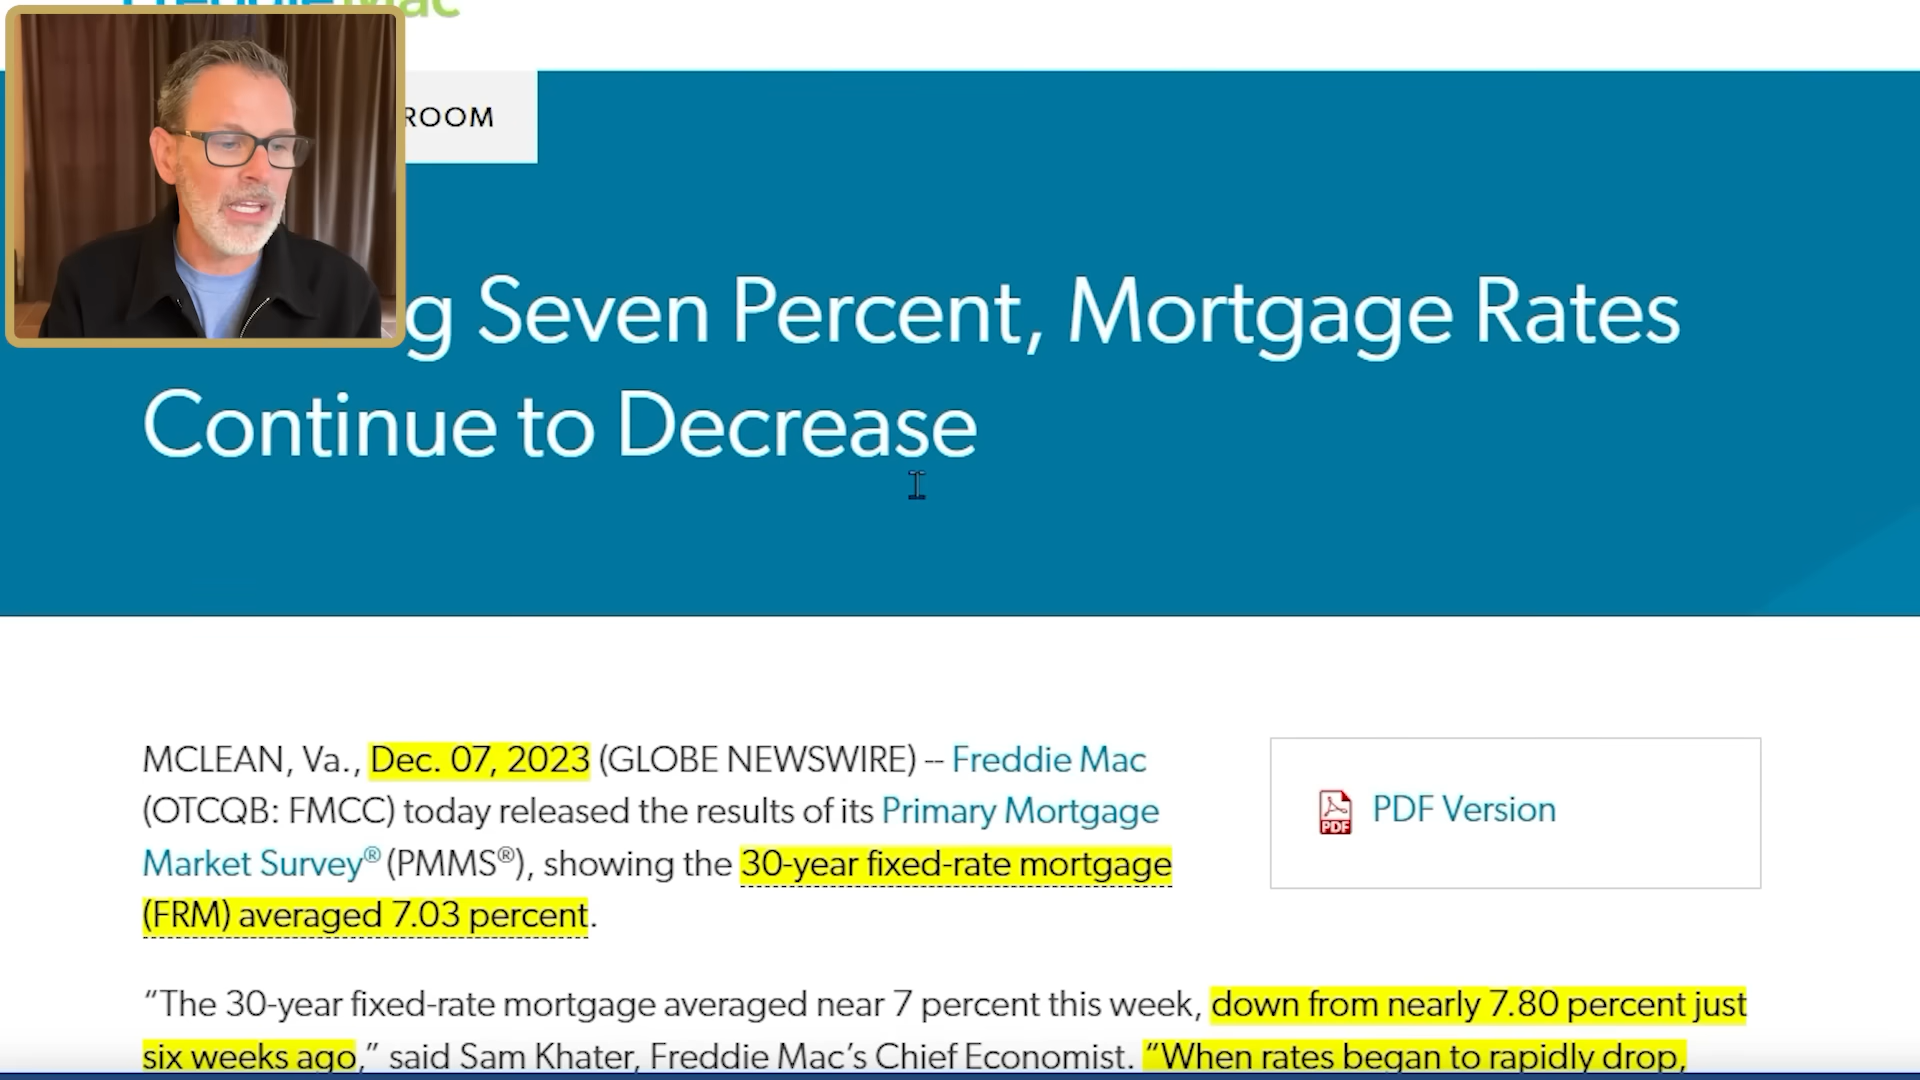 Freddie Mac
ROOM
g Seven Percent, Mortgage Rates
Continue to Decrease
MCLEAN, Va., Dec. 07, 2023 (GLOBE NEWSWIRE) -- Freddie Mac
(OTCQB: FMCC) today released the results of its Primary Mortgage
Market Survey® (PMMS®), showing the 30-year fixed-rate mortgage
(FRM) averaged 7.03 percent.
PDF Version
PDF
“The 30-year fixed-rate mortgage averaged near 7 percent this week, down from nearly 7.80 percent just
six weeks ago,” said Sam Khater, Freddie Mac’s Chief Economist. “When rates began to rapidly drop,